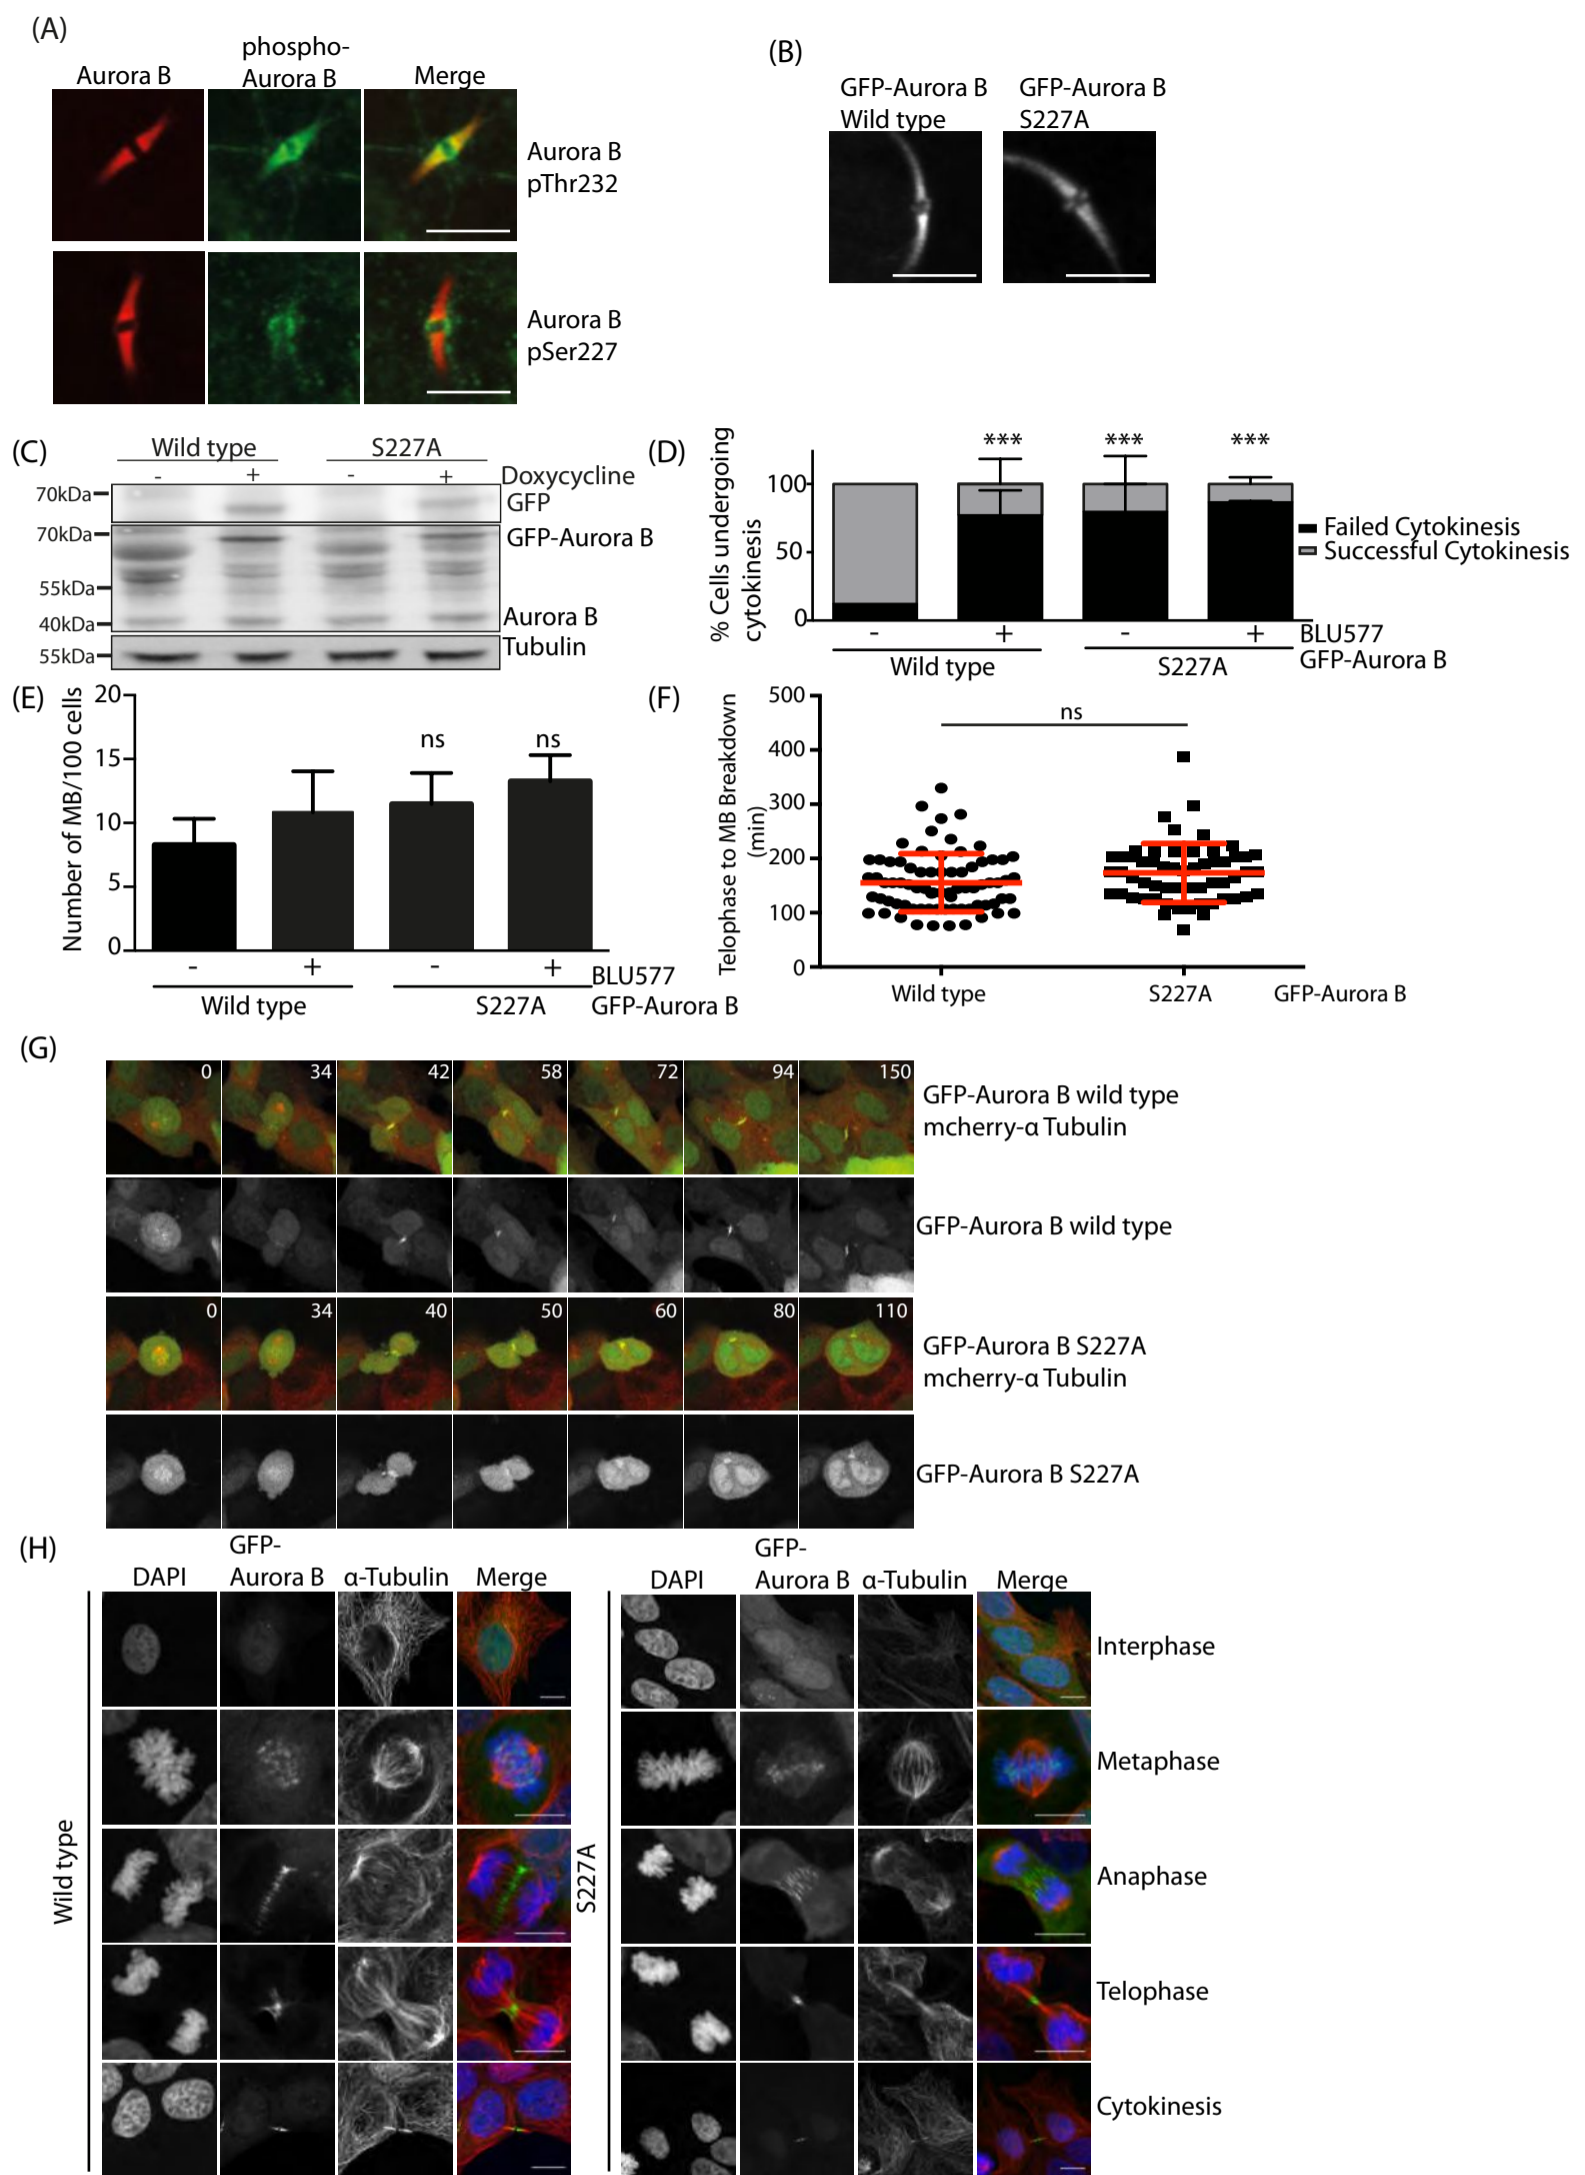 (A)
phospho-
Aurora B
Aurora B
Merge
Aurora B
pThr232
Aurora B
pSer227
(B)
GFP-Aurora B
Wild type
GFP-Aurora B
S227A
(C)
Wild type
S227A
- + - +
Doxycycline
70kDa
GFP
70kDa
GFP-Aurora B
55kDa
Aurora B
40kDa
Tubulin
55kDa
(D)
% Cells undergoing
cytokinesis
100
50
0
*** *** ***
Failed Cytokinesis
Successful Cytokinesis
- + - +
BLU577
Wild type
S227A
GFP-Aurora B
(E)
Number of MB/100 cells
20
15
10
5
0
ns ns
- + - +
BLU577
Wild type
S227A
GFP-Aurora B
(F)
Telophase to MB Breakdown
(min)
500
400
300
200
100
0
ns
Wild type
S227A
GFP-Aurora B
(G)
0 34 42 58 72 94 150
GFP-Aurora B wild type
mcherry-α Tubulin
GFP-Aurora B wild type
0 34 40 50 60 80 110
GFP-Aurora B S227A
mcherry-α Tubulin
GFP-Aurora B S227A
(H)
DAPI
GFP-
Aurora B
α-Tubulin
Merge
DAPI
GFP-
Aurora B
α-Tubulin
Merge
Wild type
S227A
Interphase
Metaphase
Anaphase
Telophase
Cytokinesis